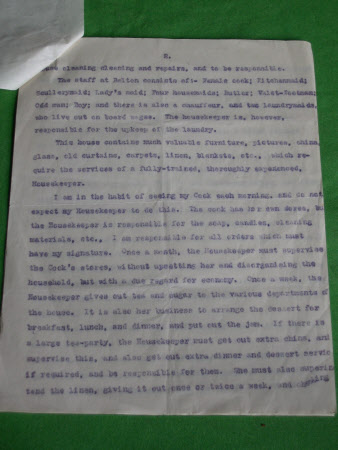 2.
the cleaning cleaning and repairs, and to be responsible.
The staff at Belton consists of:- Female cook; Kitchenmaid;
Scullerymaid; Lady's maid; Four housemaids; Butler; Valet-Footman;
Odd man; Boy; and there is also a chauffeur, and two laundrymaids,
who live out on board wages. The housekeeper is, however,
responsible for the upkeep of the laundry.
This house contains much valuable furniture, pictures, china,
glass, old curtains, carpets, linen, blankets, etc., which re-
quire the services of a fully-trained, thoroughly experienced,
Housekeeper.
I am in the habit of seeing my Cook each morning, and do not
expect my Housekeeper to do this. The cook has her own stores, but
the Housekeeper is responsible for the soap, candles, cleaning
materials, etc., I am responsible for all orders which must
have my signature. Once a month, the Housekeeper must supervise
the Cook's stores, without upsetting her and disorganising the
household, but with a due regard for economy. Once a week, the
Housekeeper gives out tea and sugar to the various departments of
the house. It is also her business to arrange the dessert for
breakfast, lunch, and dinner, and put out the jam. If there is
a large tea-party, the Housekeeper must get out extra china, and
supervise this, and also get out extra dinner and dessert servic
if required, and be responsible for them. She must also superin
tend the linen, giving it out once or twice a week, and